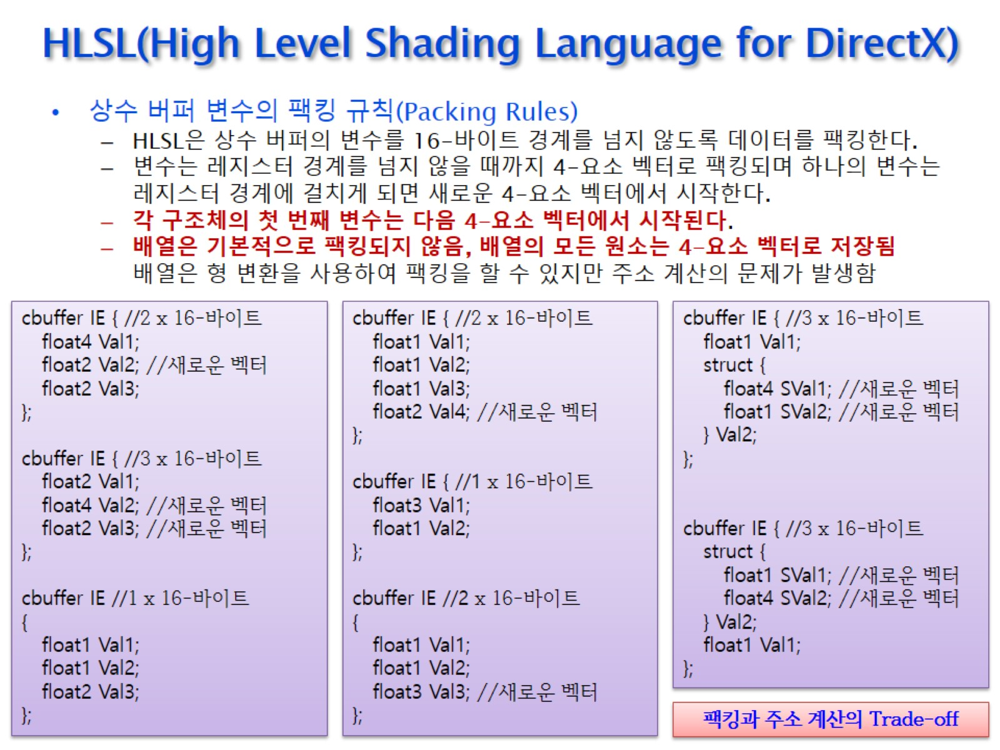 HLSL(High Level Shading Language for DirectX)
• 상수 버퍼 변수의 팩킹 규칙(Packing Rules)
– HLSL은 상수 버퍼의 변수를 16-바이트 경계를 넘지 않도록 데이터를 팩킹한다.
– 변수는 레지스터 경계를 넘지 않을 때까지 4-요소 벡터로 팩킹되며 하나의 변수는
레지스터 경계에 걸치게 되면 새로운 4-요소 벡터에서 시작한다.
– 각 구조체의 첫 번째 변수는 다음 4-요소 벡터에서 시작된다.
– 배열은 기본적으로 팩킹되지 않음, 배열의 모든 원소는 4-요소 벡터로 저장됨
배열은 형 변환을 사용하여 팩킹을 할 수 있지만 주소 계산의 문제가 발생함
cbuffer IE { //2 x 16-바이트
float4 Val1;
float2 Val2; //새로운 벡터
float2 Val3;
};
cbuffer IE { //3 x 16-바이트
float2 Val1;
float4 Val2; //새로운 벡터
float2 Val3; //새로운 벡터
};
cbuffer IE //1 x 16-바이트
{
float1 Val1;
float1 Val2;
float2 Val3;
};
cbuffer IE { //2 x 16-바이트
float1 Val1;
float1 Val2;
float1 Val3;
float2 Val4; //새로운 벡터
};
cbuffer IE { //1 x 16-바이트
float3 Val1;
float1 Val2;
};
cbuffer IE //2 x 16-바이트
{
float1 Val1;
float1 Val2;
float3 Val3; //새로운 벡터
};
cbuffer IE { //3 x 16-바이트
float1 Val1;
struct {
float4 SVal1; //새로운 벡터
float1 SVal2; //새로운 벡터
} Val2;
};
cbuffer IE { //3 x 16-바이트
struct {
float1 SVal1; //새로운 벡터
float4 SVal2; //새로운 벡터
} Val2;
float1 Val1;
};
팩킹과 주소 계산의 Trade-off